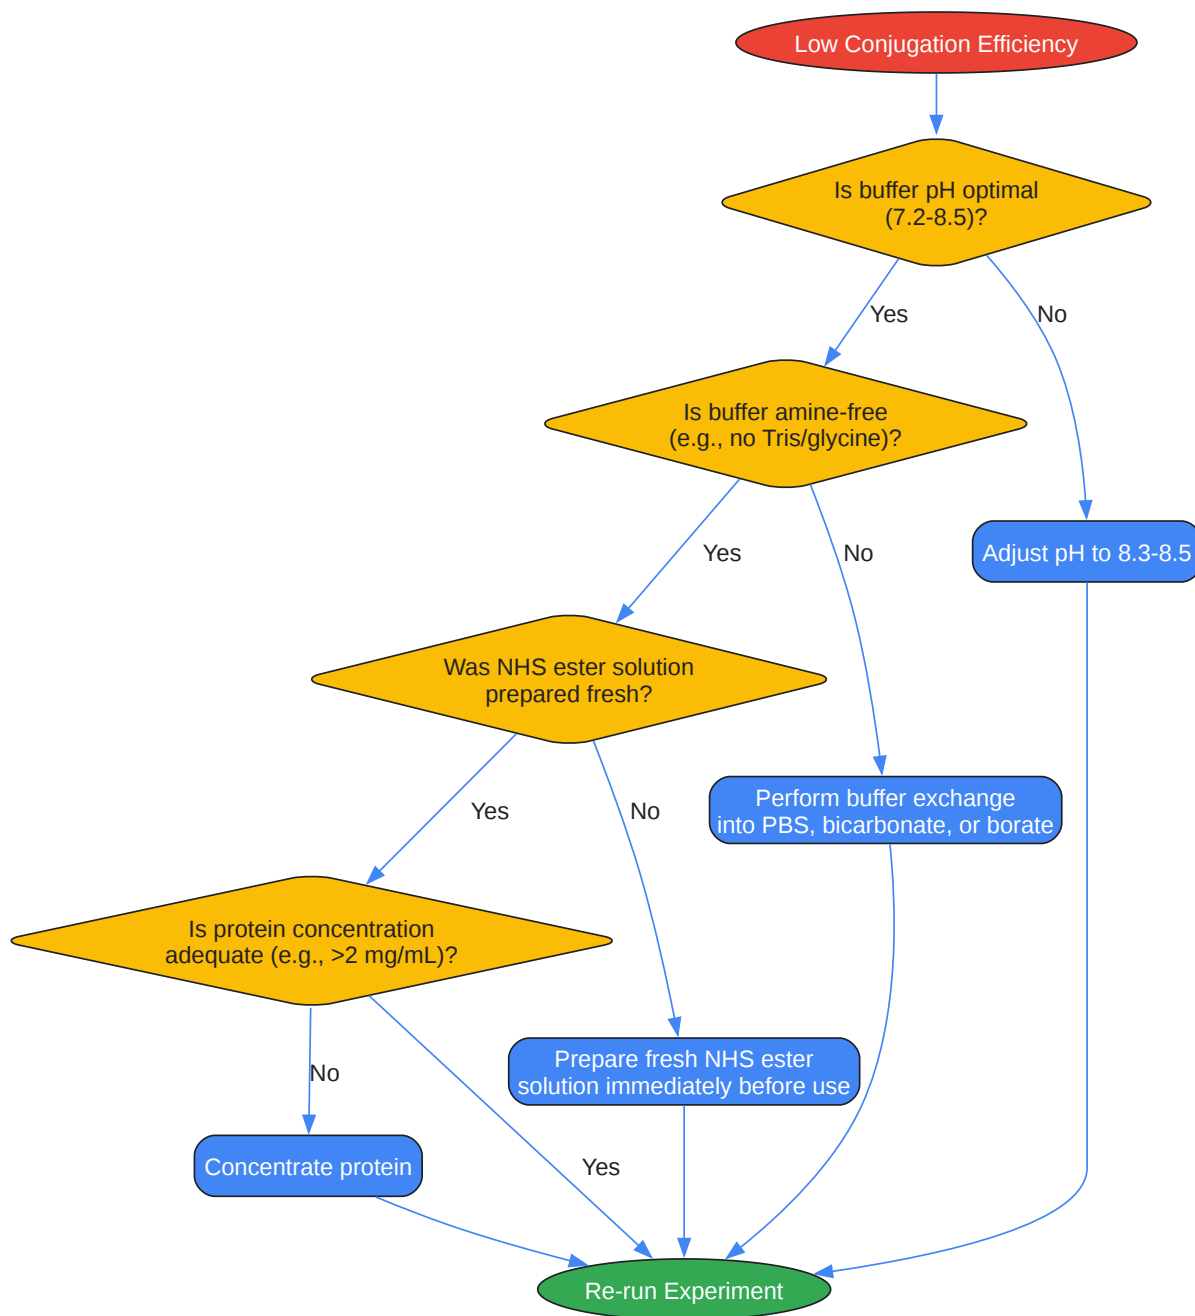 Low Conjugation Efficiency
Is buffer pH optimal
(7.2-8.5)?
Yes
No
Is buffer amine-free
(e.g., no Tris/glycine)?
Yes
No
Adjust pH to 8.3-8.5
Was NHS ester solution
prepared fresh?
Yes
No
Perform buffer exchange
into PBS, bicarbonate, or borate
Is protein concentration
adequate (e.g., >2 mg/mL)?
No
Yes
Prepare fresh NHS ester
solution immediately before use
Concentrate protein
Re-run Experiment